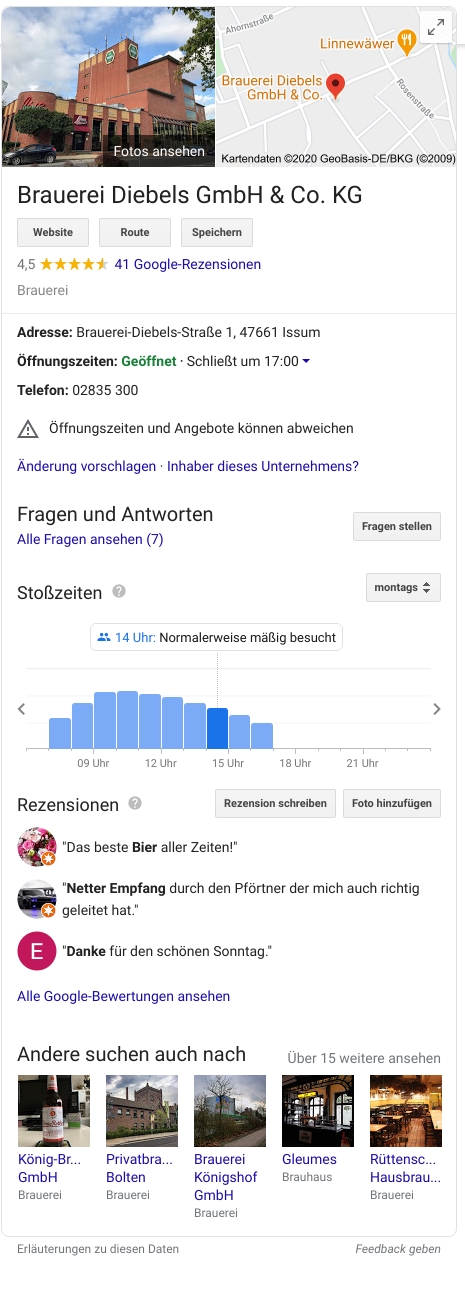 Ahornstraße
Linnewäwer
Brauerei Diebels
GmbH & Co.
Rosenstraße
Fotos ansehen
Kartendaten ©2020 GeoBasis-DE/BKG (©2009)
Brauerei Diebels GmbH & Co. KG
Website Route Speichern
4,5 41 Google-Rezensionen
Brauerei
Adresse: Brauerei-Diebels-Straße 1, 47661 Issum
Öffnungszeiten: Geöffnet · Schließt um 17:00
Telefon: 02835 300
Öffnungszeiten und Angebote können abweichen
Änderung vorschlagen · Inhaber dieses Unternehmens?
Fragen und Antworten
Fragen stellen
Alle Fragen ansehen (7)
Stoßzeiten ?
montags
14 Uhr: Normalerweise mäßig besucht
09 Uhr 12 Uhr 15 Uhr 18 Uhr 21 Uhr
Rezensionen ? Rezension schreiben Foto hinzufügen
"Das beste Bier aller Zeiten!"
"Netter Empfang durch den Pförtner der mich auch richtig
geleitet hat."
E "Danke für den schönen Sonntag."
Alle Google-Bewertungen ansehen
Andere suchen auch nach Über 15 weitere ansehen
König-Br...
GmbH
Brauerei
Privatbra...
Bolten
Brauerei
Brauerei
Königshof
GmbH
Brauerei
Gleumes
Brauhaus
Rüttensc...
Hausbrau...
Brauerei
Erläuterungen zu diesen Daten Feedback geben